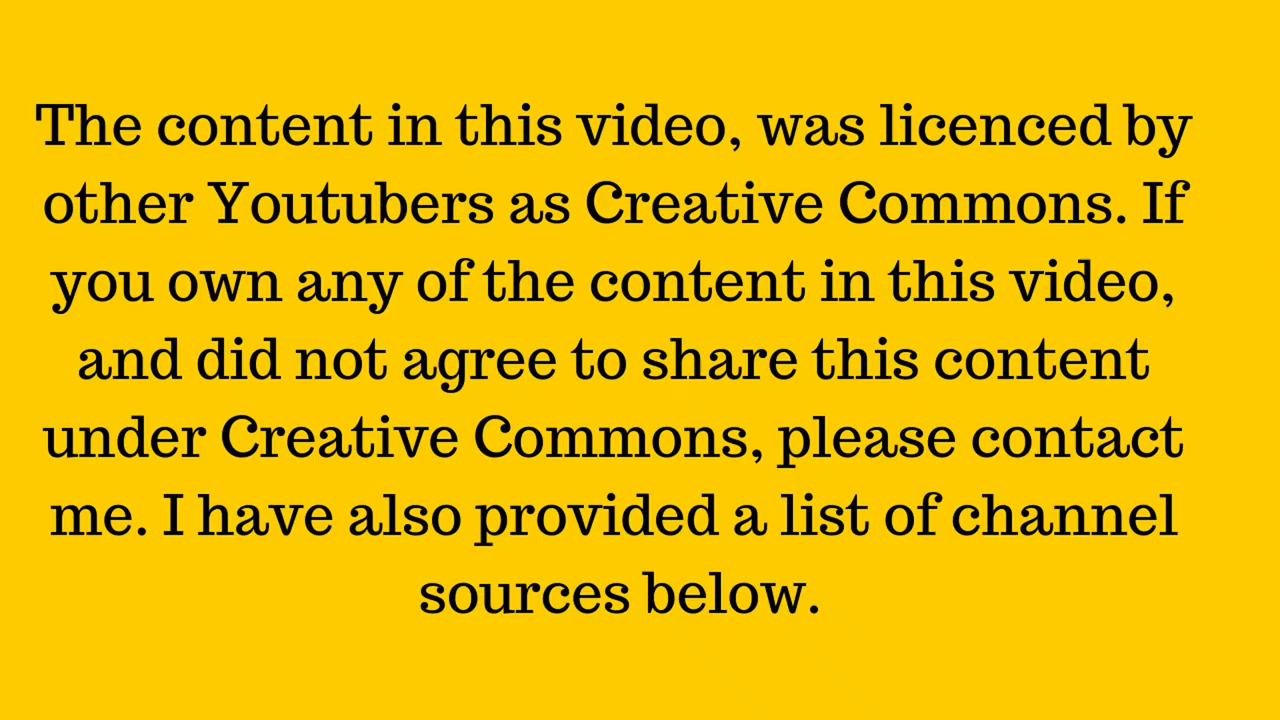 The content in this video, was licenced by
other Youtubers as Creative Commons. If
you own any of the content in this video,
and did not agree to share this content
under Creative Commons, please contact
me. I have also provided a list of channel
sources below.